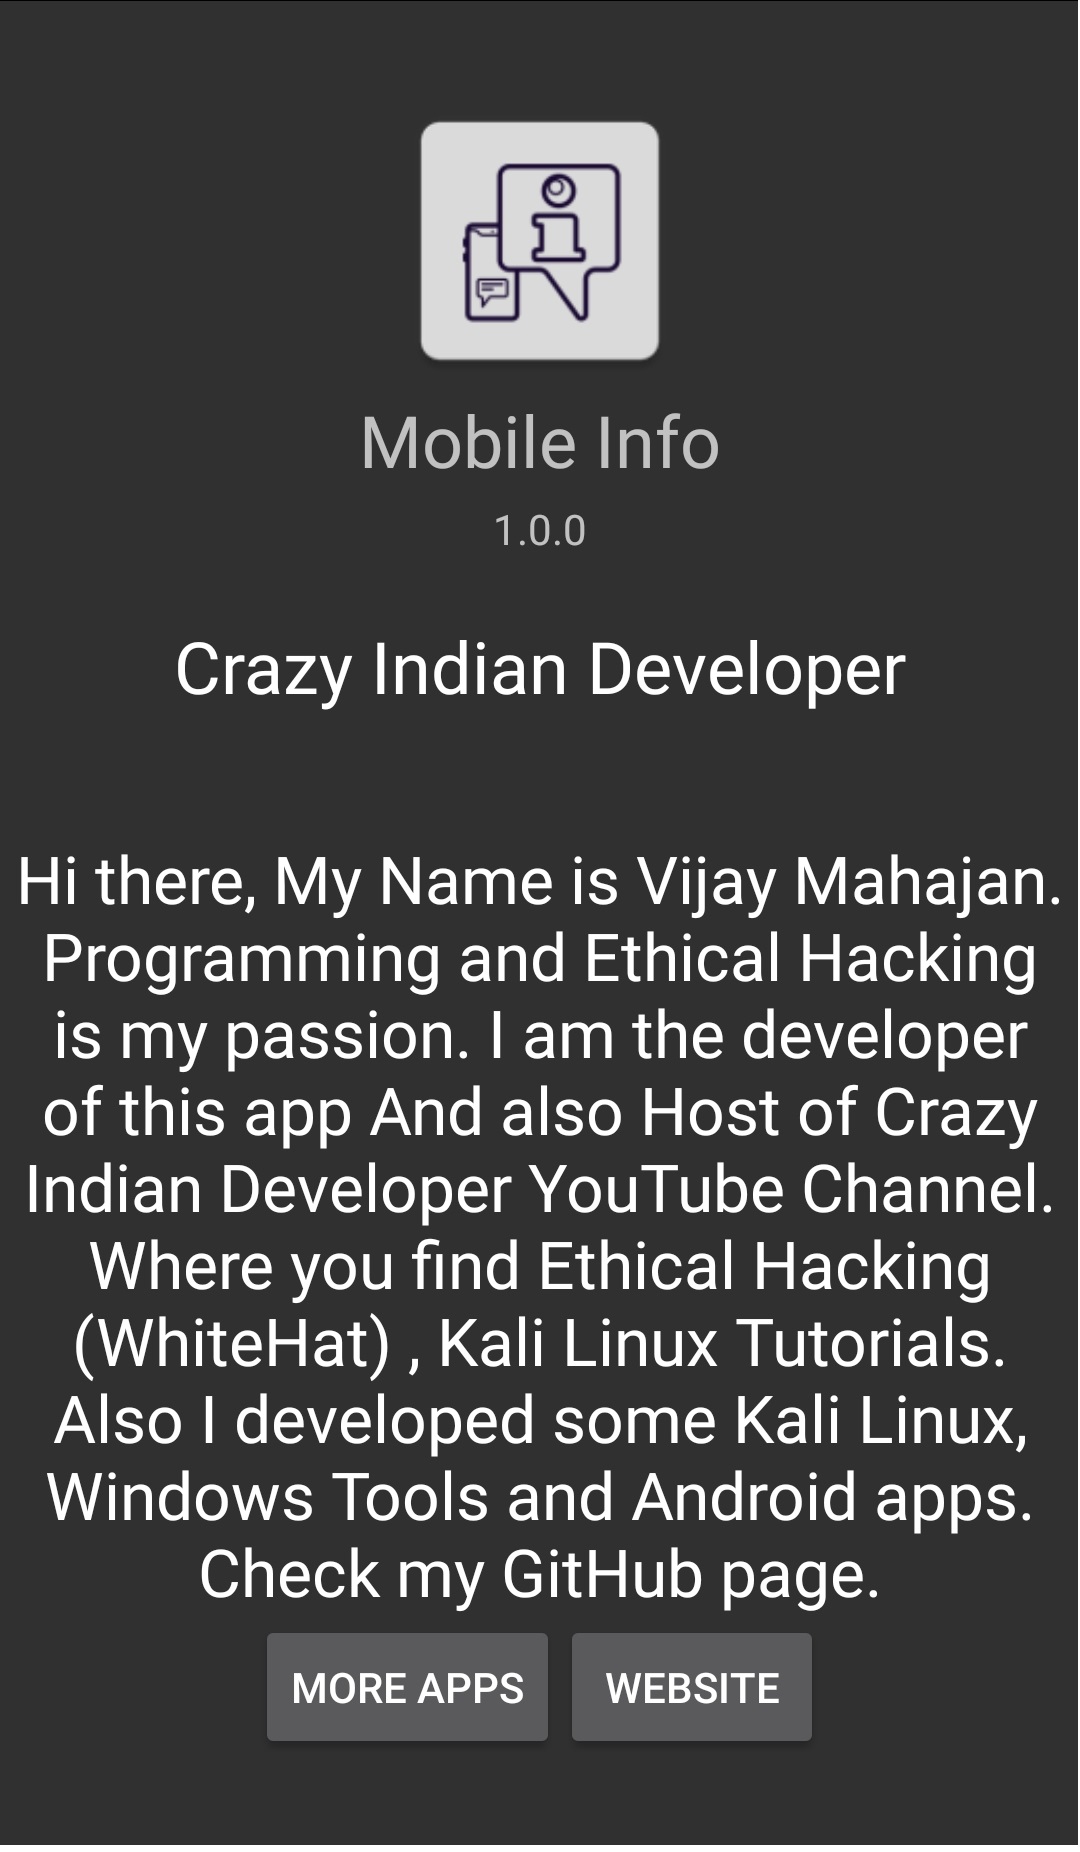 Mobile Info
1.0.0
Crazy Indian Developer
Hi there, My Name is Vijay Mahajan.
Programming and Ethical Hacking
is my passion. I am the developer
of this app And also Host of Crazy
Indian Developer YouTube Channel.
Where you find Ethical Hacking
(WhiteHat) , Kali Linux Tutorials.
Also I developed some Kali Linux,
Windows Tools and Android apps.
Check my GitHub page.
MORE APPS WEBSITE